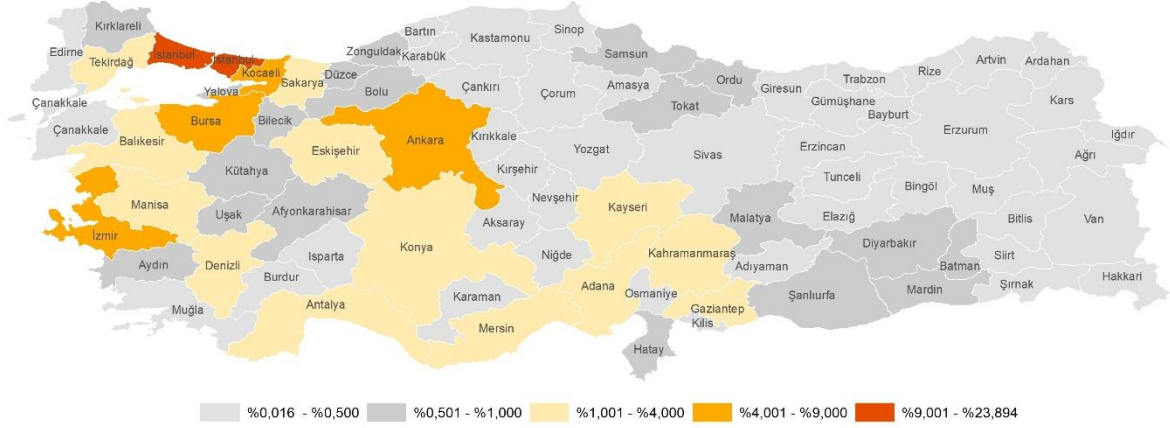 Kırklareli
Edirne
Tekirdağ
İstanbul
İstanbul
Kocaeli
Yalova
Sakarya
Düzce
Zonguldak
Bartın
Karabük
Kastamonu
Sinop
Samsun
Ordu
Giresun
Trabzon
Rize
Artvin
Ardahan
Kars
Iğdır
Ağrı
Erzurum
Bayburt
Gümüşhane
Erzincan
Tunceli
Bingöl
Muş
Bitlis
Van
Hakkari
Şırnak
Siirt
Batman
Mardin
Diyarbakır
Elazığ
Malatya
Adıyaman
Şanlıurfa
Kilis
Gaziantep
Kahramanmaraş
Osmaniye
Hatay
Adana
Mersin
Karaman
Niğde
Kayseri
Nevşehir
Aksaray
Kırşehir
Kırıkkale
Yozgat
Sivas
Tokat
Amasya
Çorum
Çankırı
Ankara
Bolu
Bilecik
Eskişehir
Bursa
Kütahya
Balıkesir
Çanakkale
Çanakkale
Manisa
İzmir
Uşak
Afyonkarahisar
Aydın
Denizli
Muğla
Burdur
Isparta
Antalya
Konya
%0,016 - %0,500
%0,501 - %1,000
%1,001 - %4,000
%4,001 - %9,000
%9,001 - %23,894